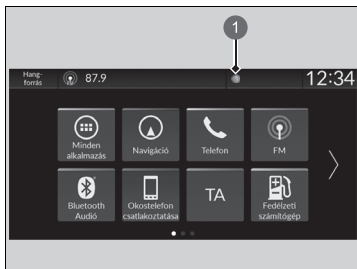 1
Hang-
forrás
87.9
12:34
Minden
alkalmazás
Navigáció
Telefon
FM
Bluetooth
Audió
Okostelefon
csatlakoztatása
TA
Fedélzeti
számítógép